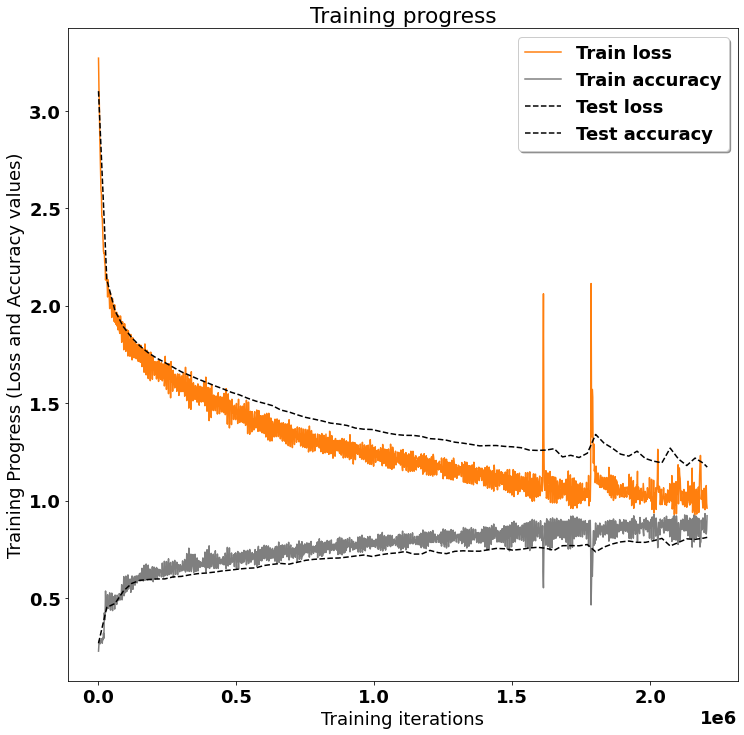 Training progress
Train loss
Train accuracy
Test loss
Test accuracy
Training Progress (Loss and Accuracy values)
3.0
2.5
2.0
1.5
1.0
0.5
0.0 0.5 1.0 1.5 2.0
1e6
Training iterations